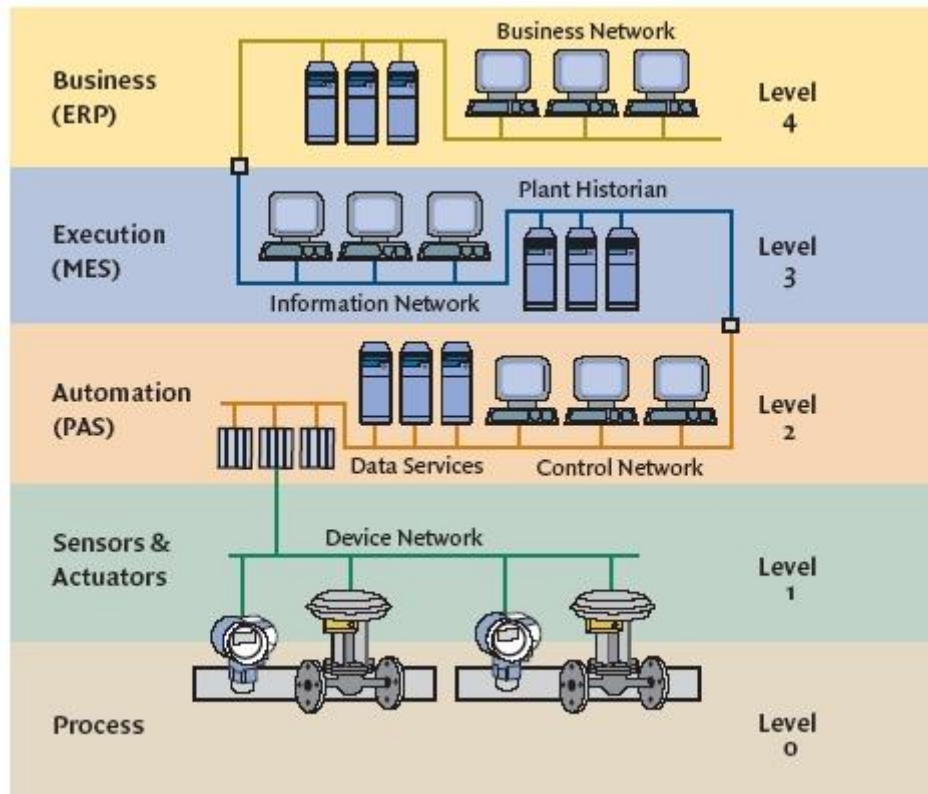 Business Network
Business
(ERP)
Level
4
Plant Historian
Execution
(MES)
Level
3
Information Network
Automation
(PAS)
Level
2
Data Services
Control Network
Device Network
Sensors &
Actuators
Level
1
Process
Level
0